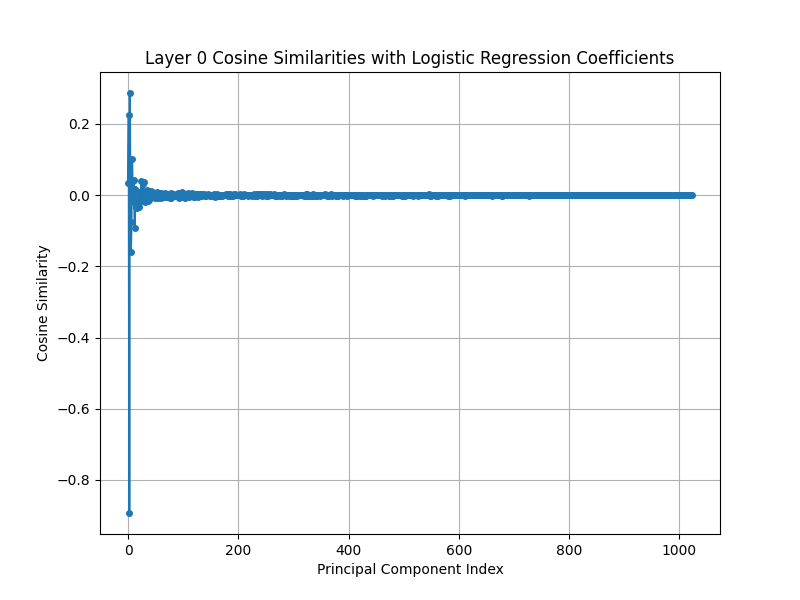 Layer 0 Cosine Similarities with Logistic Regression Coefficients
0.2
0.0
−0.2
−0.4
−0.6
−0.8
Cosine Similarity
0 200 400 600 800 1000
Principal Component Index